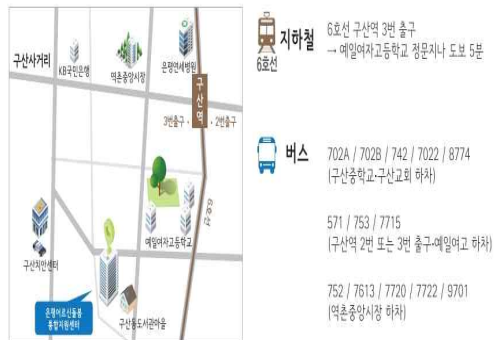 구산사거리
KB국민은행
역촌중앙시장
은평연세병원
구산역
3번출구
2번출구
6호선
예일여자고등학교
구산치안센터
은평어르신돌봄
통합지원센터
구산동도서관마을
지하철
6호선
6호선 구산역 3번 출구
→ 예일여자고등학교 정문지나 도보 5분
버스
702A / 702B / 742 / 7022 / 8774
(구산중학교·구산교회 하차)
571 / 753 / 7715
(구산역 2번 또는 3번 출구·예일여고 하차)
752 / 7613 / 7720 / 7722 / 9701
(역촌중앙시장 하차)